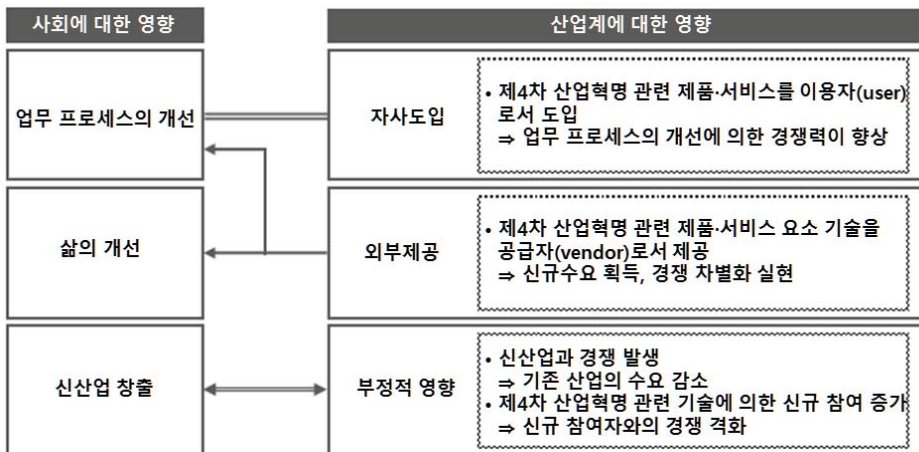 사회에 대한 영향
산업계에 대한 영향
업무 프로세스의 개선
자사도입
• 제4차 산업혁명 관련 제품·서비스를 이용자(user)
로서 도입
⇒ 업무 프로세스의 개선에 의한 경쟁력이 향상
삶의 개선
외부제공
• 제4차 산업혁명 관련 제품·서비스 요소 기술을
공급자(vendor)로서 제공
⇒ 신규수요 획득, 경쟁 차별화 실현
신산업 창출
부정적 영향
• 신산업과 경쟁 발생
⇒ 기존 산업의 수요 감소
• 제4차 산업혁명 관련 기술에 의한 신규 참여 증가
⇒ 신규 참여자와의 경쟁 격화